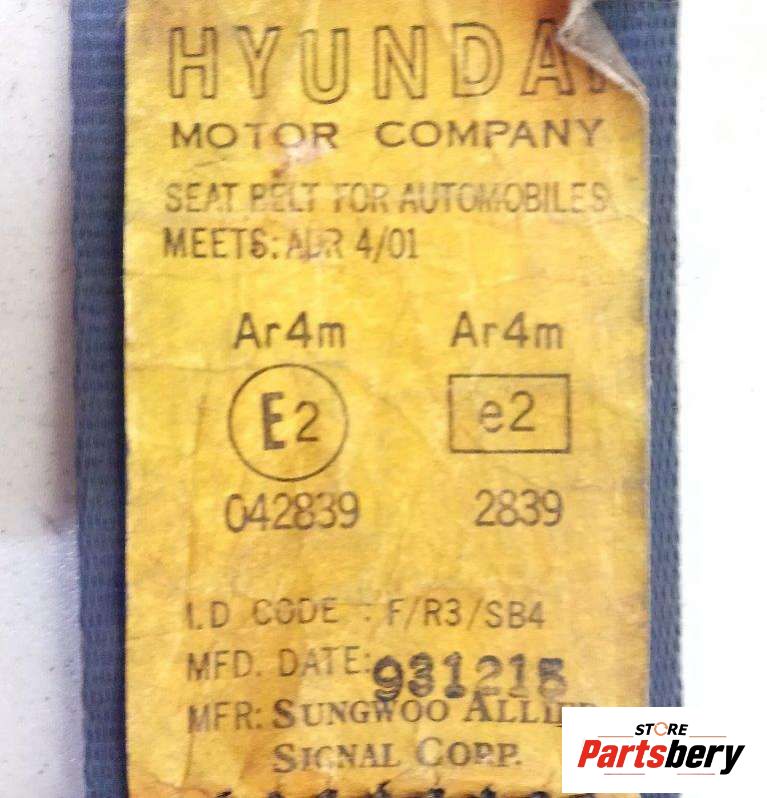 HYUNDAI
MOTOR COMPANY
SEAT BELT FOR AUTOMOBILES
MEETS: ADR 4/01
Ar4m Ar4m
E2 e2
042839 2839
I.D CODE : F/R3/SB4
MFD. DATE: 931215
MFR: SUNGWOO ALLIED
SIGNAL CORP.
STORE
Partsbery